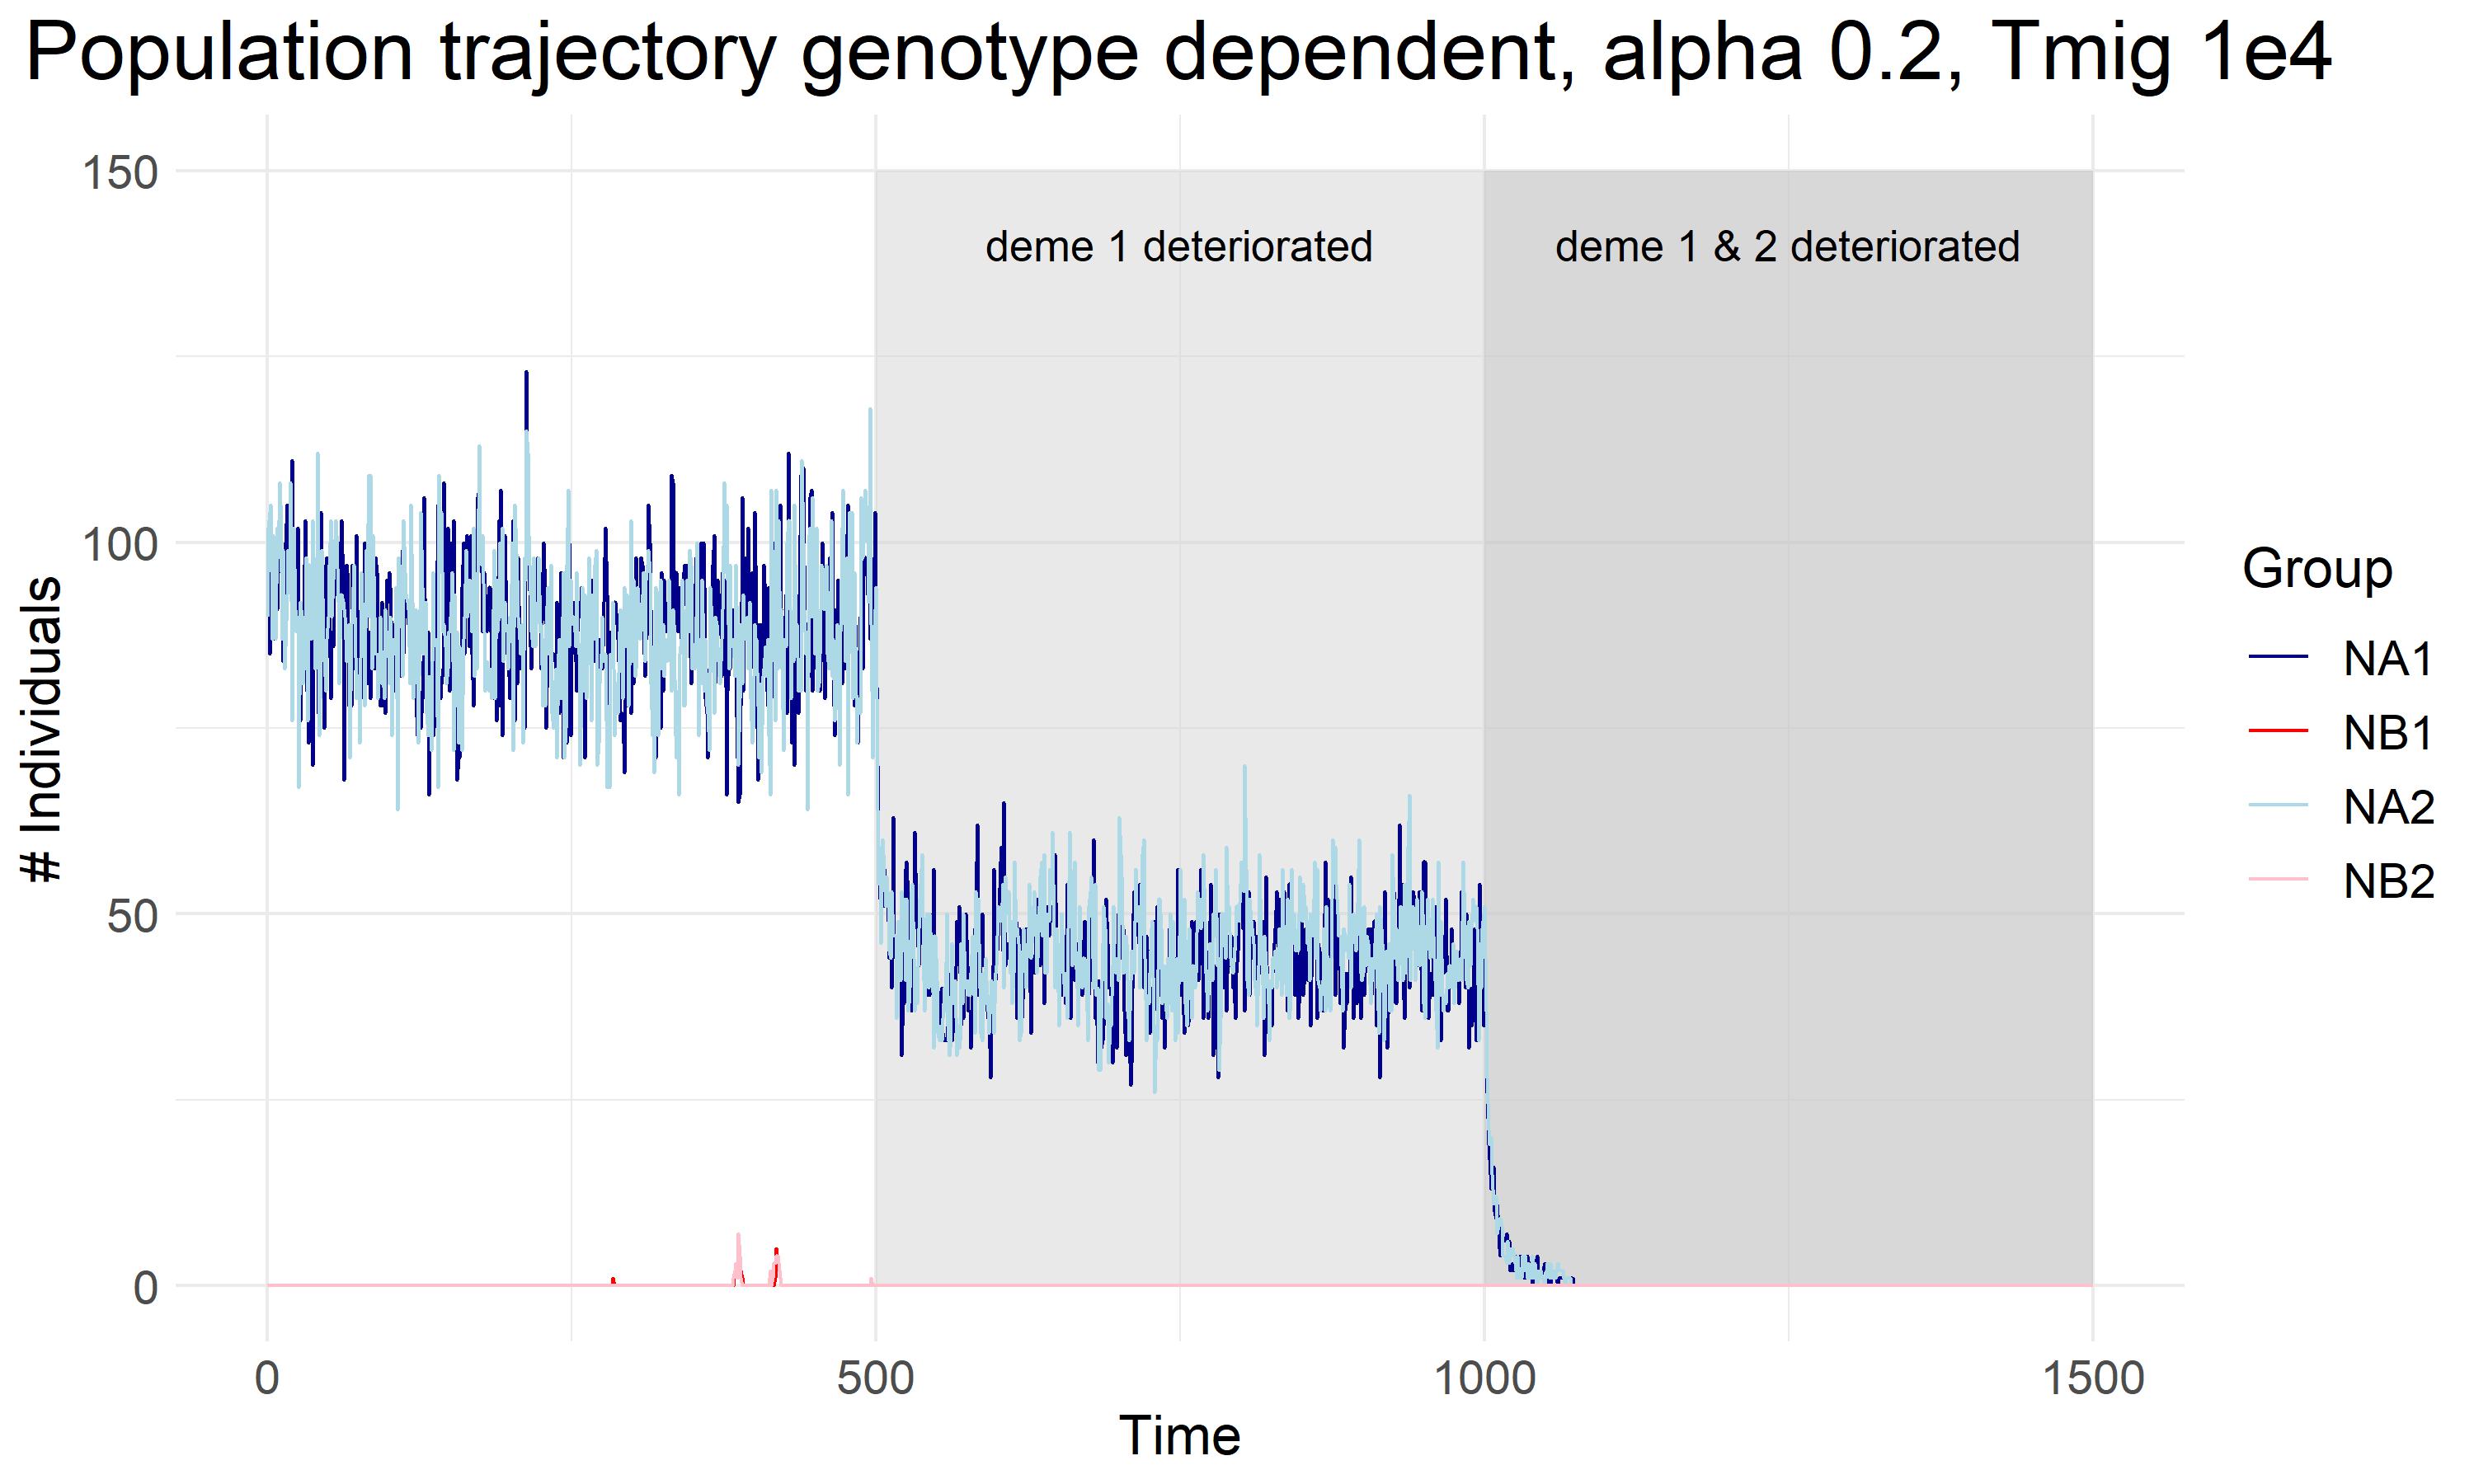 Population trajectory genotype dependent, alpha 0.2, Tmig 1e4
150
100
50
0
# Individuals
deme 1 deteriorated
deme 1 & 2 deteriorated
0
500
1000
1500
Time
Group
NA1
NB1
NA2
NB2